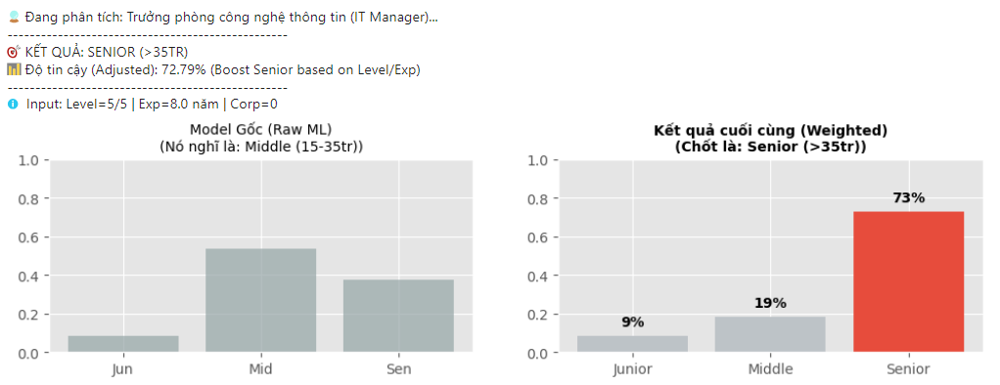 Đang phân tích: Trưởng phòng công nghệ thông tin (IT Manager)...
--------------------------------------------------
KẾT QUẢ: SENIOR (>35TR)
Độ tin cậy (Adjusted): 72.79% (Boost Senior based on Level/Exp)
--------------------------------------------------
Input: Level=5/5 | Exp=8.0 năm | Corp=0
Model Gốc (Raw ML)
(Nó nghĩ là: Middle (15-35tr))
1.0
0.8
0.6
0.4
0.2
0.0
Jun Mid Sen
Kết quả cuối cùng (Weighted)
(Chốt là: Senior (>35tr))
1.0
0.8
0.6
0.4
0.2
0.0
9%
19%
73%
Junior Middle Senior